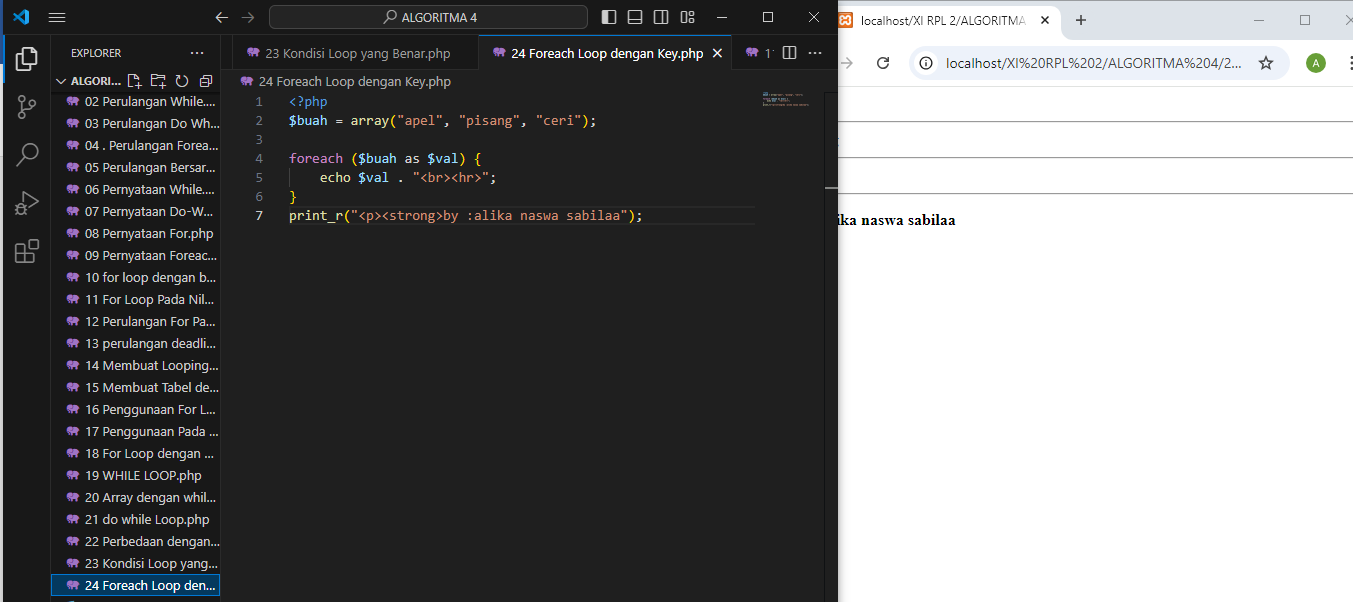 ALGORITMA 4
EXPLORER
ALGORI...
02 Perulangan While....
03 Perulangan Do Wh...
04 . Perulangan Forea...
05 Perulangan Bersar...
06 Pernyataan While....
07 Pernyataan Do-W...
08 Pernyataan For.php
09 Pernyataan Foreac...
10 for loop dengan b...
11 For Loop Pada Nil...
12 Perulangan For Pa...
13 perulangan deadli...
14 Membuat Looping...
15 Membuat Tabel de...
16 Penggunaan For L...
17 Penggunaan Pada ...
18 For Loop dengan ...
19 WHILE LOOP.php
20 Array dengan whil...
21 do while Loop.php
22 Perbedaan dengan...
23 Kondisi Loop yang...
24 Foreach Loop den...
23 Kondisi Loop yang Benar.php
24 Foreach Loop dengan Key.php
24 Foreach Loop dengan Key.php
1 <?php
2 $buah = array("apel", "pisang", "ceri");
3
4 foreach ($buah as $val) {
5 echo $val . "<br><hr>";
6 }
7 print_r("<p><strong>by :alika naswa sabilaa");
localhost/XI RPL 2/ALGORITMA
localhost/XI%20RPL%202/ALGORITMA%204/2...
A
ika naswa sabilaa